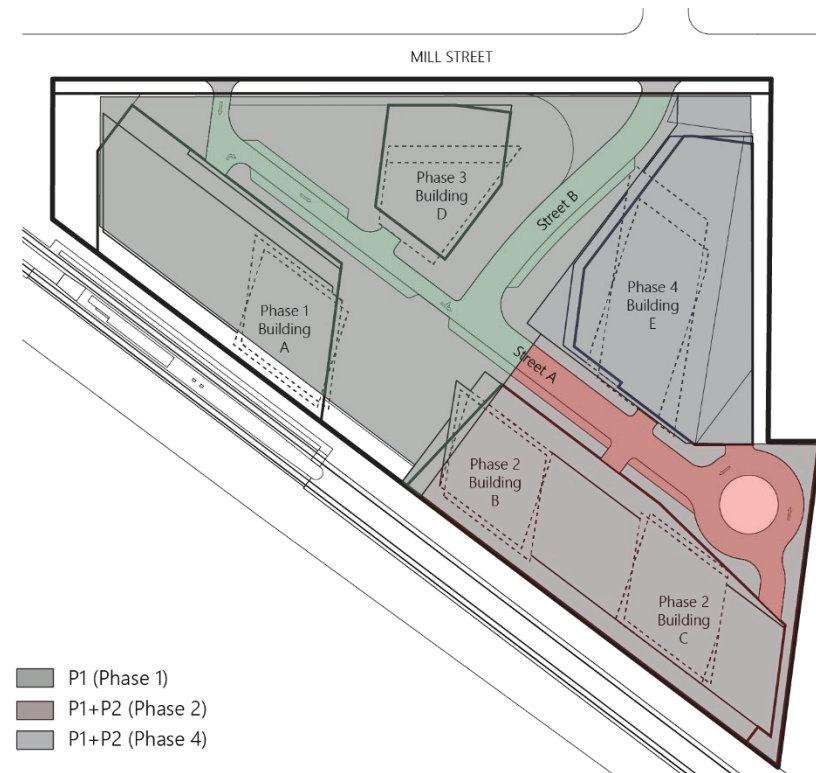 MILL STREET
Phase 3
Building
D
Street B
Phase 4
Building
E
Phase 1
Building
A
Street A
Phase 2
Building
B
Phase 2
Building
C
P1 (Phase 1)
P1+P2 (Phase 2)
P1+P2 (Phase 4)